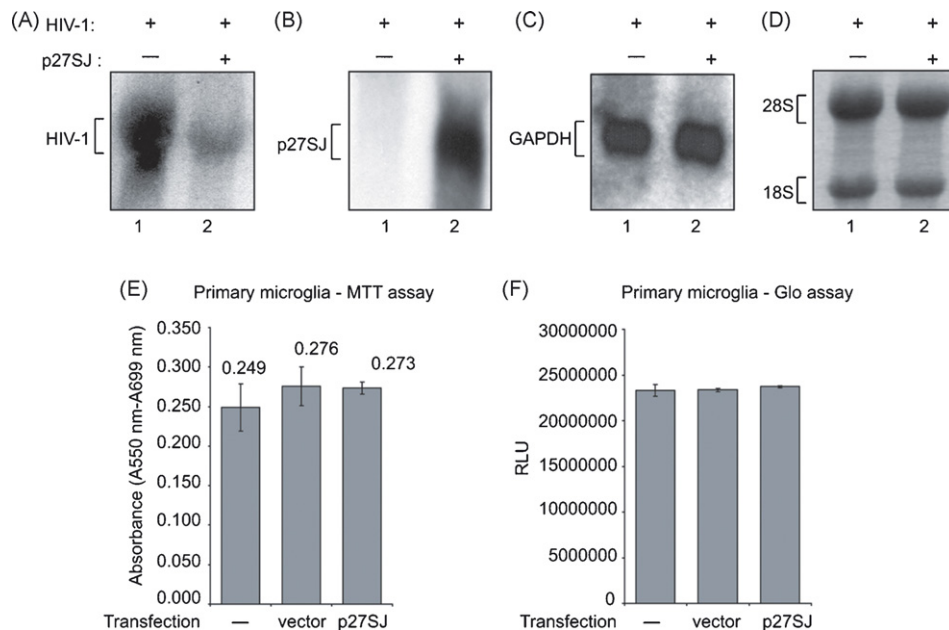 (A) HIV-1: + +
p27SJ : — +
HIV-1
1 2
(B) + +
— +
p27SJ
1 2
(C) + +
— +
GAPDH
1 2
(D) + +
— +
28S
18S
1 2
(E) Primary microglia - MTT assay
Absorbance (A550 nm-A699 nm)
0.350
0.300
0.250
0.200
0.150
0.100
0.050
0.000
0.249
0.276
0.273
Transfection — vector p27SJ
(F) Primary microglia - Glo assay
RLU
30000000
25000000
20000000
15000000
10000000
5000000
0
Transfection — vector p27SJ